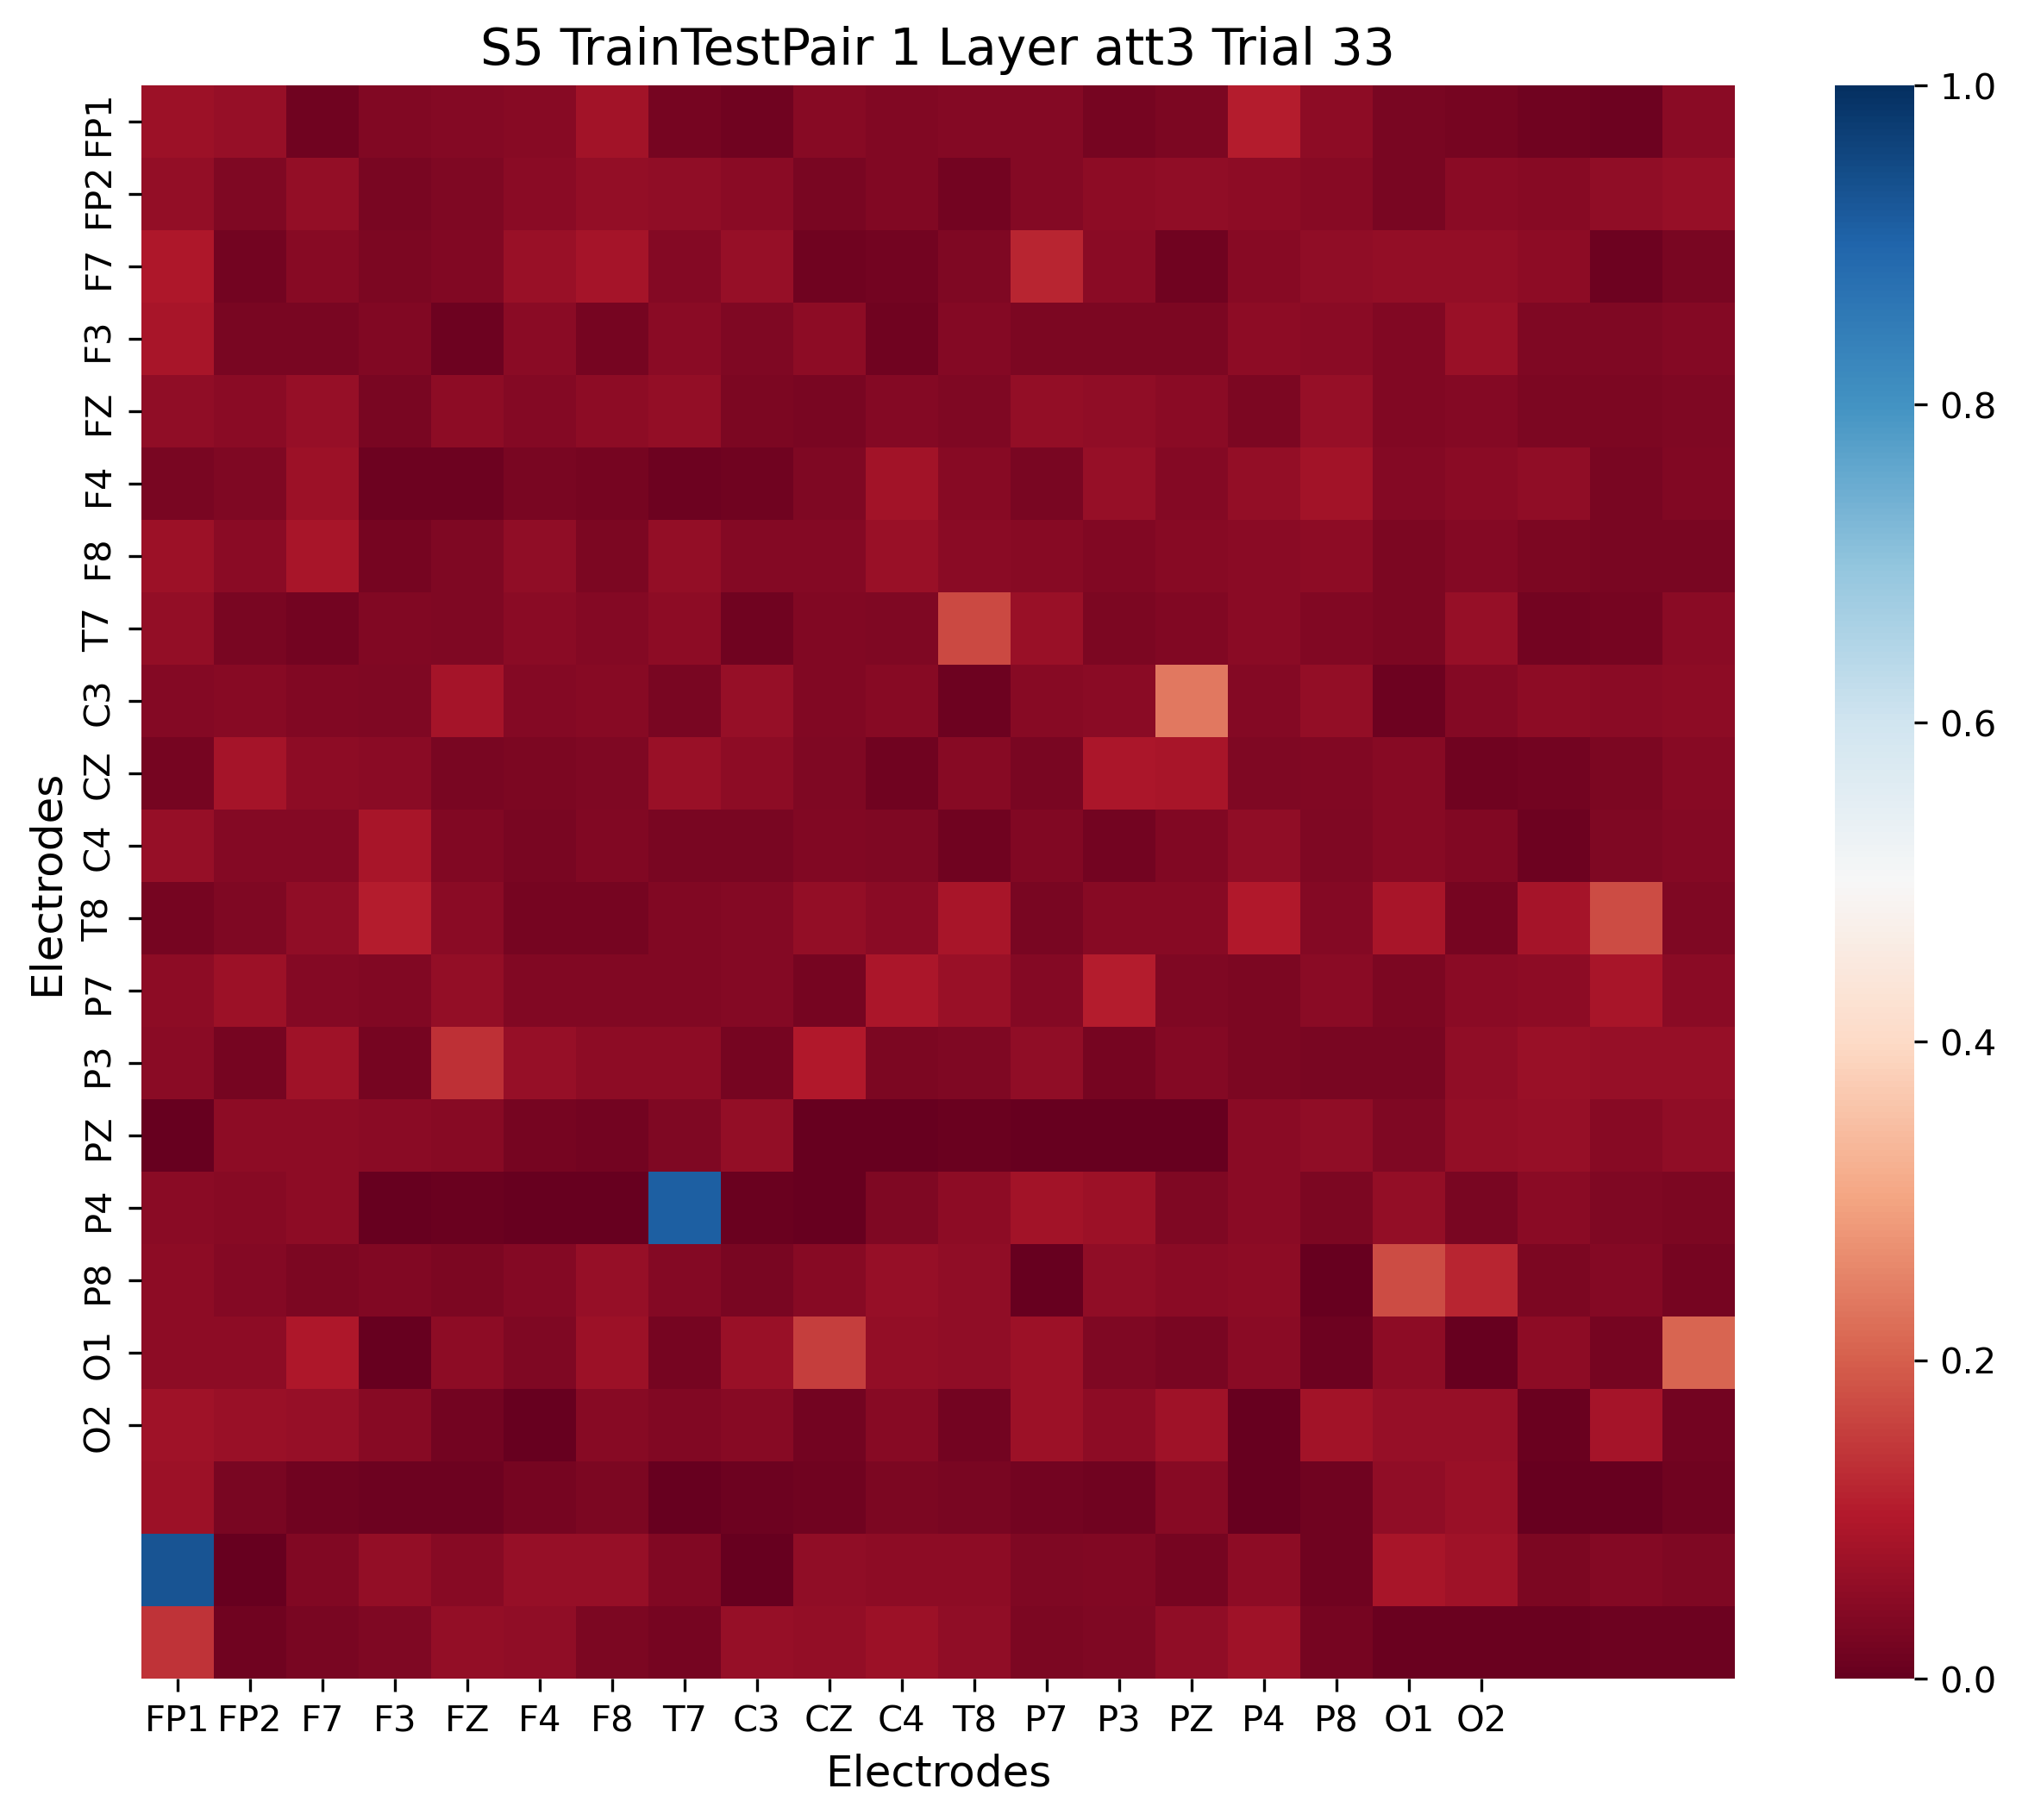 S5 TrainTestPair 1 Layer att3 Trial 33
Electrodes
FP1
FP2
F7
F3
FZ
F4
F8
T7
C3
CZ
C4
T8
P7
P3
PZ
P4
P8
O1
O2
FP1 FP2 F7 F3 FZ F4 F8 T7 C3 CZ C4 T8 P7 P3 PZ P4 P8 O1 O2
Electrodes
1.0
0.8
0.6
0.4
0.2
0.0